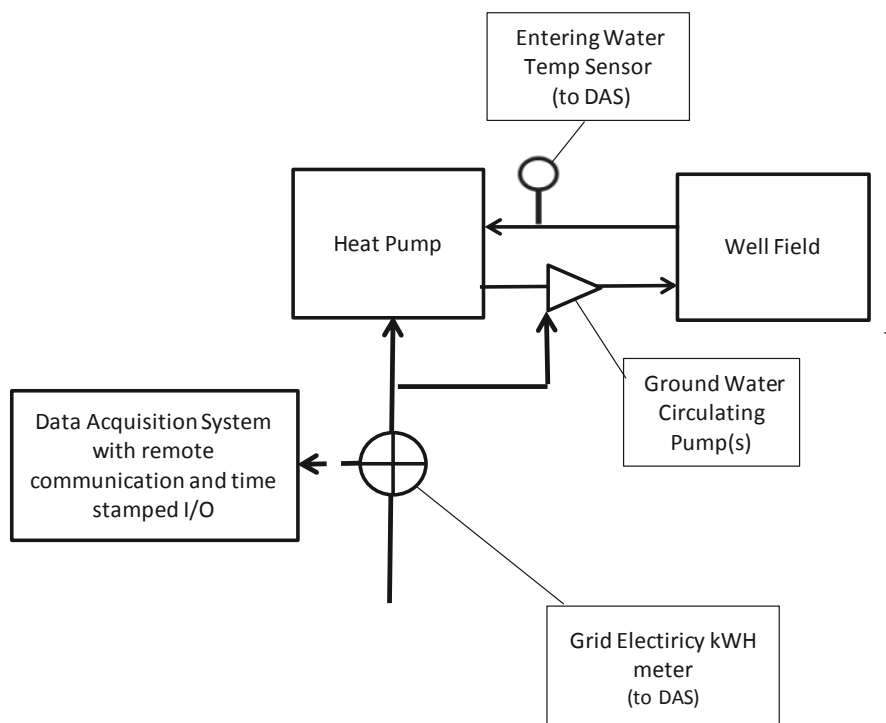 Entering Water
Temp Sensor
(to DAS)
Heat Pump
Well Field
Ground Water
Circulating
Pump(s)
Data Acquisition System
with remote
communication and time
stamped I/O
Grid Electiricy kWH
meter
(to DAS)